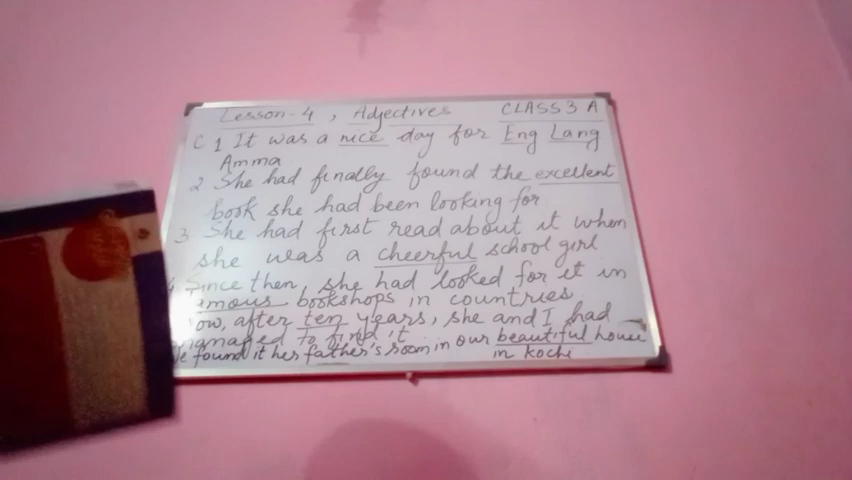 Lesson-4, Adjectives CLASS 3 A
C 1 It was a nice day for Eng Lang
Amma
2 She had finally found the excellent
book she had been looking for
3 She had first read about it when
she was a cheerful school girl
4 Since then, she had looked for it in
amous bookshops in countries
ow, after ten years, she and I had
managed to find it
e found it her father's room in our beautiful house
in kochi